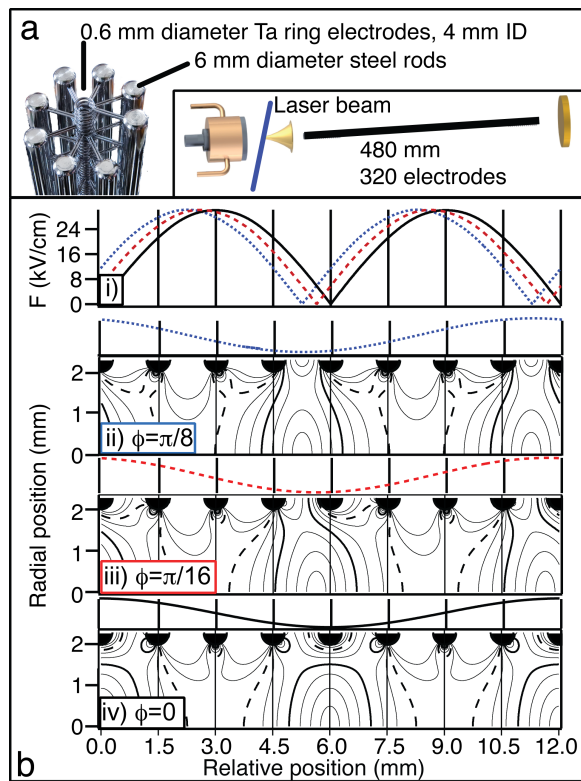 a
0.6 mm diameter Ta ring electrodes, 4 mm ID
6 mm diameter steel rods
Laser beam
480 mm
320 electrodes
F (kV/cm)
24
16
8
0
i)
2
1
0
ii) ϕ=π/8
Radial position (mm)
2
1
0
iii) ϕ=π/16
2
1
0
iv) ϕ=0
0.0 1.5 3.0 4.5 6.0 7.5 9.0 10.5 12.0
Relative position (mm)
b